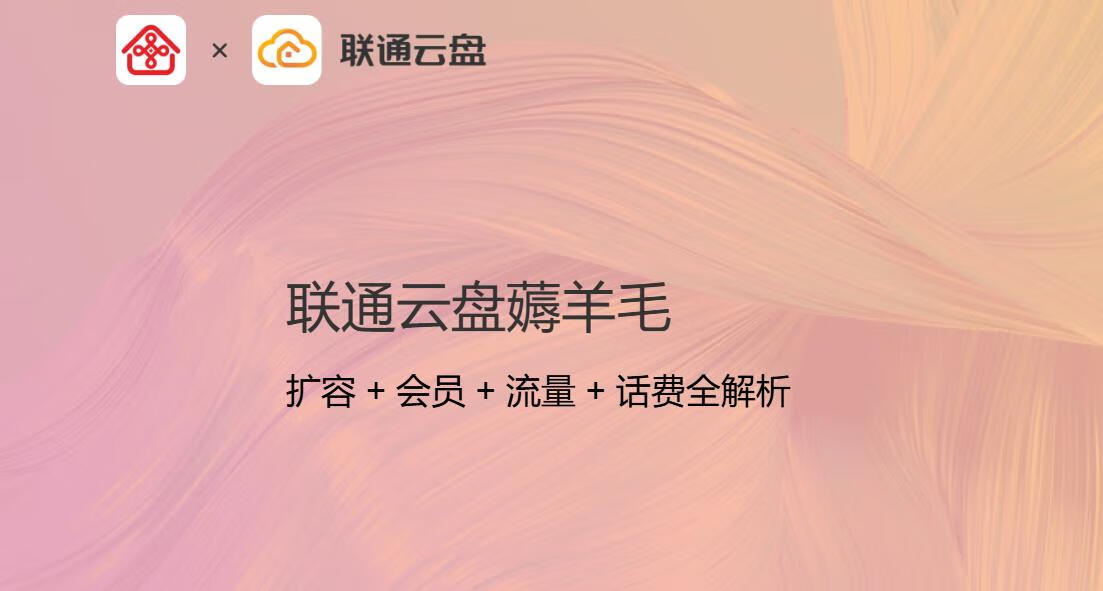 × 联通云盘
联通云盘薅羊毛
扩容 + 会员 + 流量 + 话费全解析